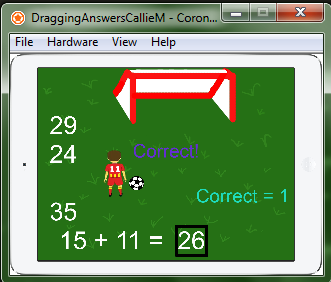 DraggingAnswersCallieM - Coron
File Hardware View Help
29
24
Correct!
11
Correct = 1
35
15 + 11 = 26